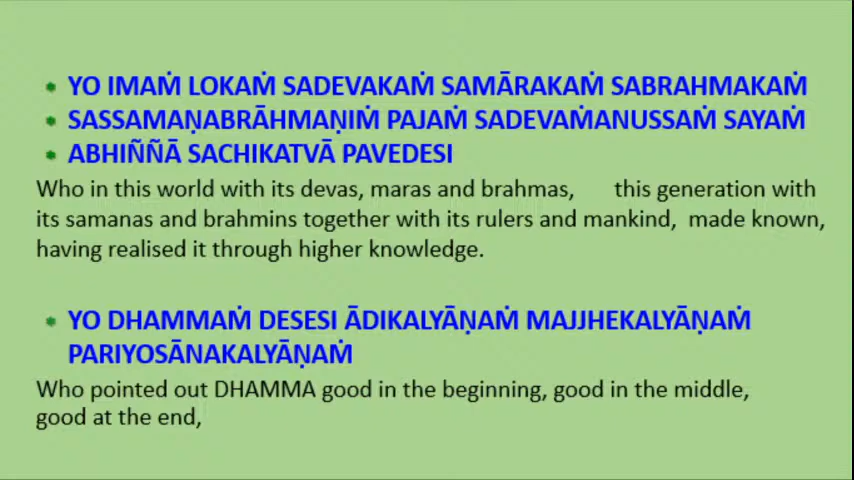 YO IMAṀ LOKAṀ SADEVAKAṀ SAMĀRAKAṀ SABRAHMAKAṀ
SASSAMAṆABRĀHMAṆIṀ PAJAṀ SADEVAṀANUSSAṀ SAYAṀ
ABHIÑÑĀ SACHIKATVĀ PAVEDESI
Who in this world with its devas, maras and brahmas, this generation with
its samanas and brahmins together with its rulers and mankind, made known,
having realised it through higher knowledge.
YO DHAMMAṀ DESESI ĀDIKALYĀṆAṀ MAJJHEKALYĀṆAṀ
PARIYOSĀNAKALYĀṆAṀ
Who pointed out DHAMMA good in the beginning, good in the middle,
good at the end,